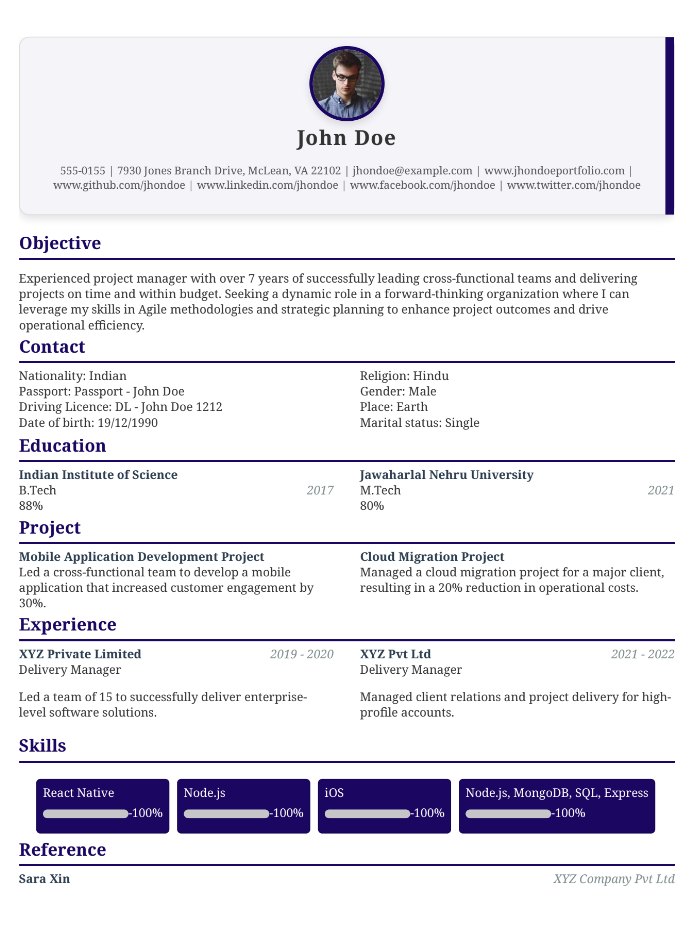 John Doe
555-0155 | 7930 Jones Branch Drive, McLean, VA 22102 | jhondoe@example.com | www.jhondoeportfolio.com |
www.github.com/jhondoe | www.linkedin.com/jhondoe | www.facebook.com/jhondoe | www.twitter.com/jhondoe
Objective
Experienced project manager with over 7 years of successfully leading cross-functional teams and delivering
projects on time and within budget. Seeking a dynamic role in a forward-thinking organization where I can
leverage my skills in Agile methodologies and strategic planning to enhance project outcomes and drive
operational efficiency.
Contact
Nationality: Indian
Passport: Passport - John Doe
Driving Licence: DL - John Doe 1212
Date of birth: 19/12/1990
Religion: Hindu
Gender: Male
Place: Earth
Marital status: Single
Education
Indian Institute of Science
B.Tech 2017
88%
Jawaharlal Nehru University
M.Tech 2021
80%
Project
Mobile Application Development Project
Led a cross-functional team to develop a mobile
application that increased customer engagement by
30%.
Cloud Migration Project
Managed a cloud migration project for a major client,
resulting in a 20% reduction in operational costs.
Experience
XYZ Private Limited 2019 - 2020
Delivery Manager
Led a team of 15 to successfully deliver enterprise-
level software solutions.
XYZ Pvt Ltd 2021 - 2022
Delivery Manager
Managed client relations and project delivery for high-
profile accounts.
Skills
React Native
-100%
Node.js
-100%
iOS
-100%
Node.js, MongoDB, SQL, Express
-100%
Reference
Sara Xin XYZ Company Pvt Ltd